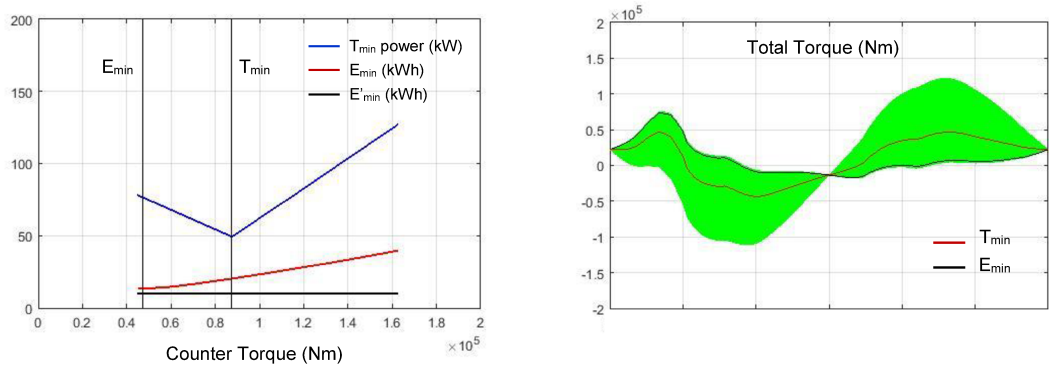 200
150
100
50
0
E_min
T_min
T_min power (kW)
E_min (kWh)
E'_min (kWh)
0 0.2 0.4 0.6 0.8 1 1.2 1.4 1.6 1.8 2
×10^5
Counter Torque (Nm)
×10^5
Total Torque (Nm)
2
1.5
1
0.5
0
-0.5
-1
-1.5
-2
T_min
E_min